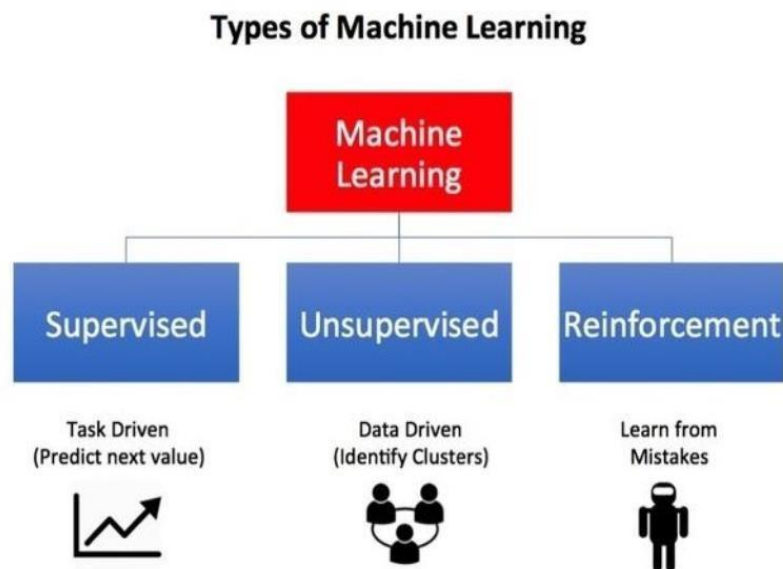 Types of Machine Learning
Machine
Learning
Supervised
Unsupervised
Reinforcement
Task Driven
(Predict next value)
Data Driven
(Identify Clusters)
Learn from
Mistakes